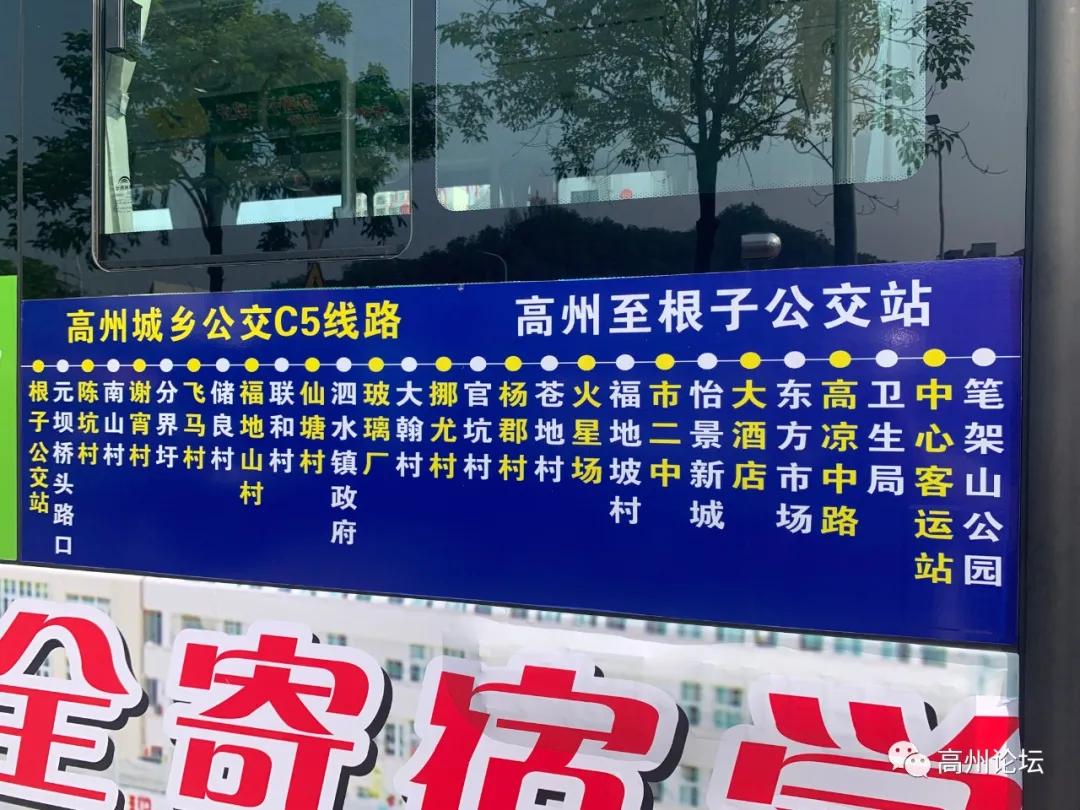 高州城乡公交C5线路
高州至根子公交站
根子公交站
元坝桥头路口
陈坑村
南山村
谢宵村
分界圩
飞马村
储良村
福地山村
联和村
仙塘村
泗水镇政府
玻璃厂
大翰村
挪尤村
官坑村
杨郡村
苍地村
火星场
福地坡村
市二中
怡景新城
大酒店
东方市场
高凉中路
卫生局
中心客运站
笔架山公园
全寄宿学
高州论坛